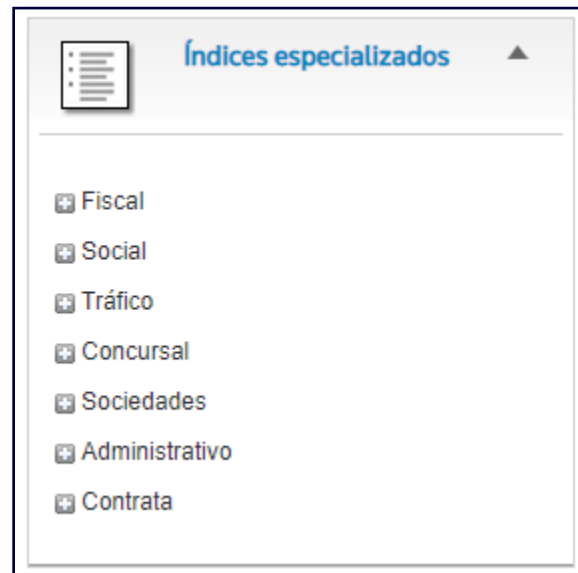 Índices especializados
Fiscal
Social
Tráfico
Concursal
Sociedades
Administrativo
Contrata